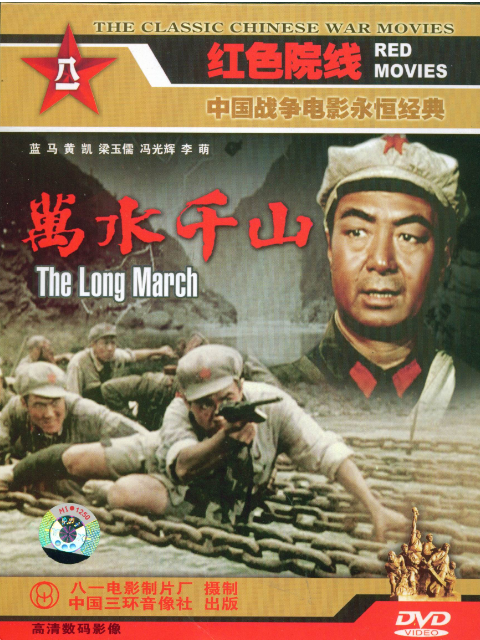 THE CLASSIC CHINESE WAR MOVIES
八一
红色院线
RED
MOVIES
中国战争电影永恒经典
蓝 马 黄 凯 梁玉儒 冯光辉 李 萌
萬水千山
The Long March
八一电影制片厂 摄制
中国三环音像社 出版
高清数码影像
DVD
VIDEO